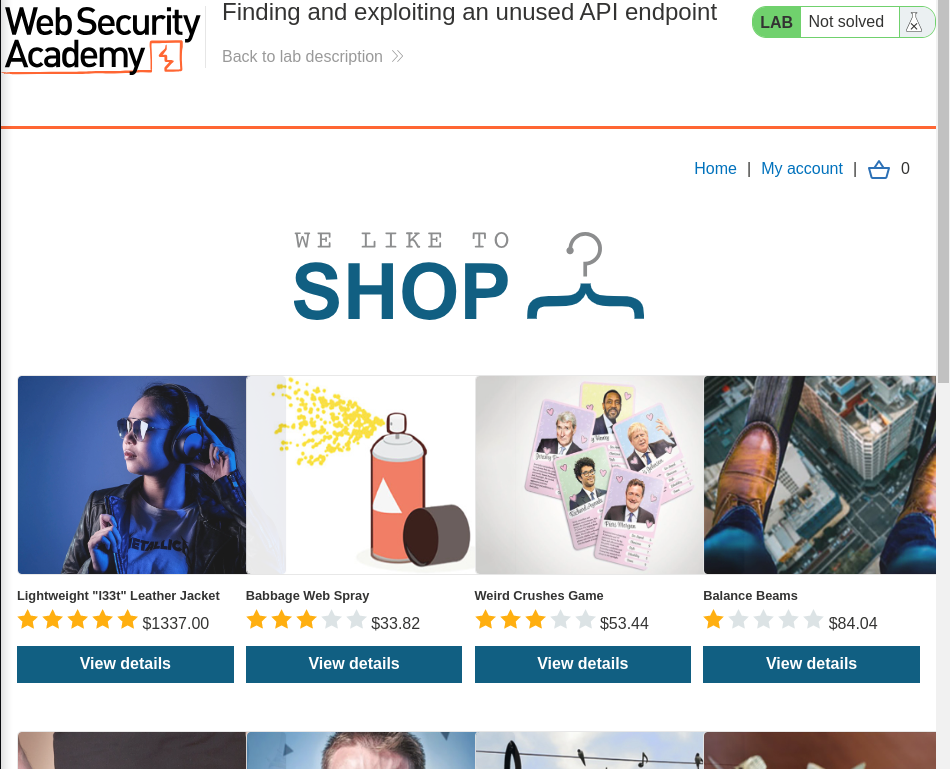 Web Security
Academy
Finding and exploiting an unused API endpoint
Back to lab description
LAB Not solved
Home | My account | 0
WE LIKE TO
SHOP
METALLICA
Lightweight "l33t" Leather Jacket
$1337.00
View details
Babbage Web Spray
$33.82
View details
Weird Crushes Game
$53.44
View details
Balance Beams
$84.04
View details